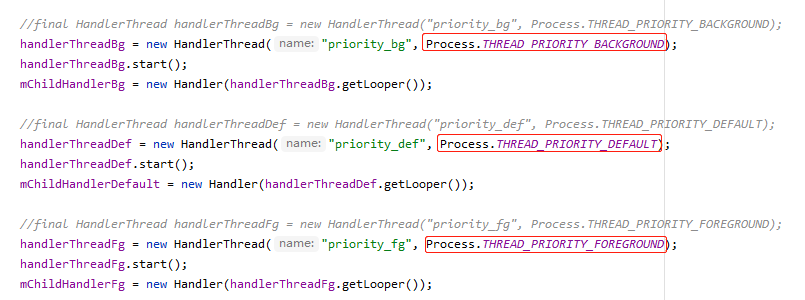 //final HandlerThread handlerThreadBg = new HandlerThread("priority_bg", Process.THREAD_PRIORITY_BACKGROUND);
handlerThreadBg = new HandlerThread( name: "priority_bg", Process.THREAD_PRIORITY_BACKGROUND);
handlerThreadBg.start();
mChildHandlerBg = new Handler(handlerThreadBg.getLooper());
//final HandlerThread handlerThreadDef = new HandlerThread("priority_def", Process.THREAD_PRIORITY_DEFAULT);
handlerThreadDef = new HandlerThread( name: "priority_def", Process.THREAD_PRIORITY_DEFAULT);
handlerThreadDef.start();
mChildHandlerDefault = new Handler(handlerThreadDef.getLooper());
//final HandlerThread handlerThreadFg = new HandlerThread("priority_fg", Process.THREAD_PRIORITY_FOREGROUND);
handlerThreadFg = new HandlerThread( name: "priority_fg", Process.THREAD_PRIORITY_FOREGROUND);
handlerThreadFg.start();
mChildHandlerFg = new Handler(handlerThreadFg.getLooper());